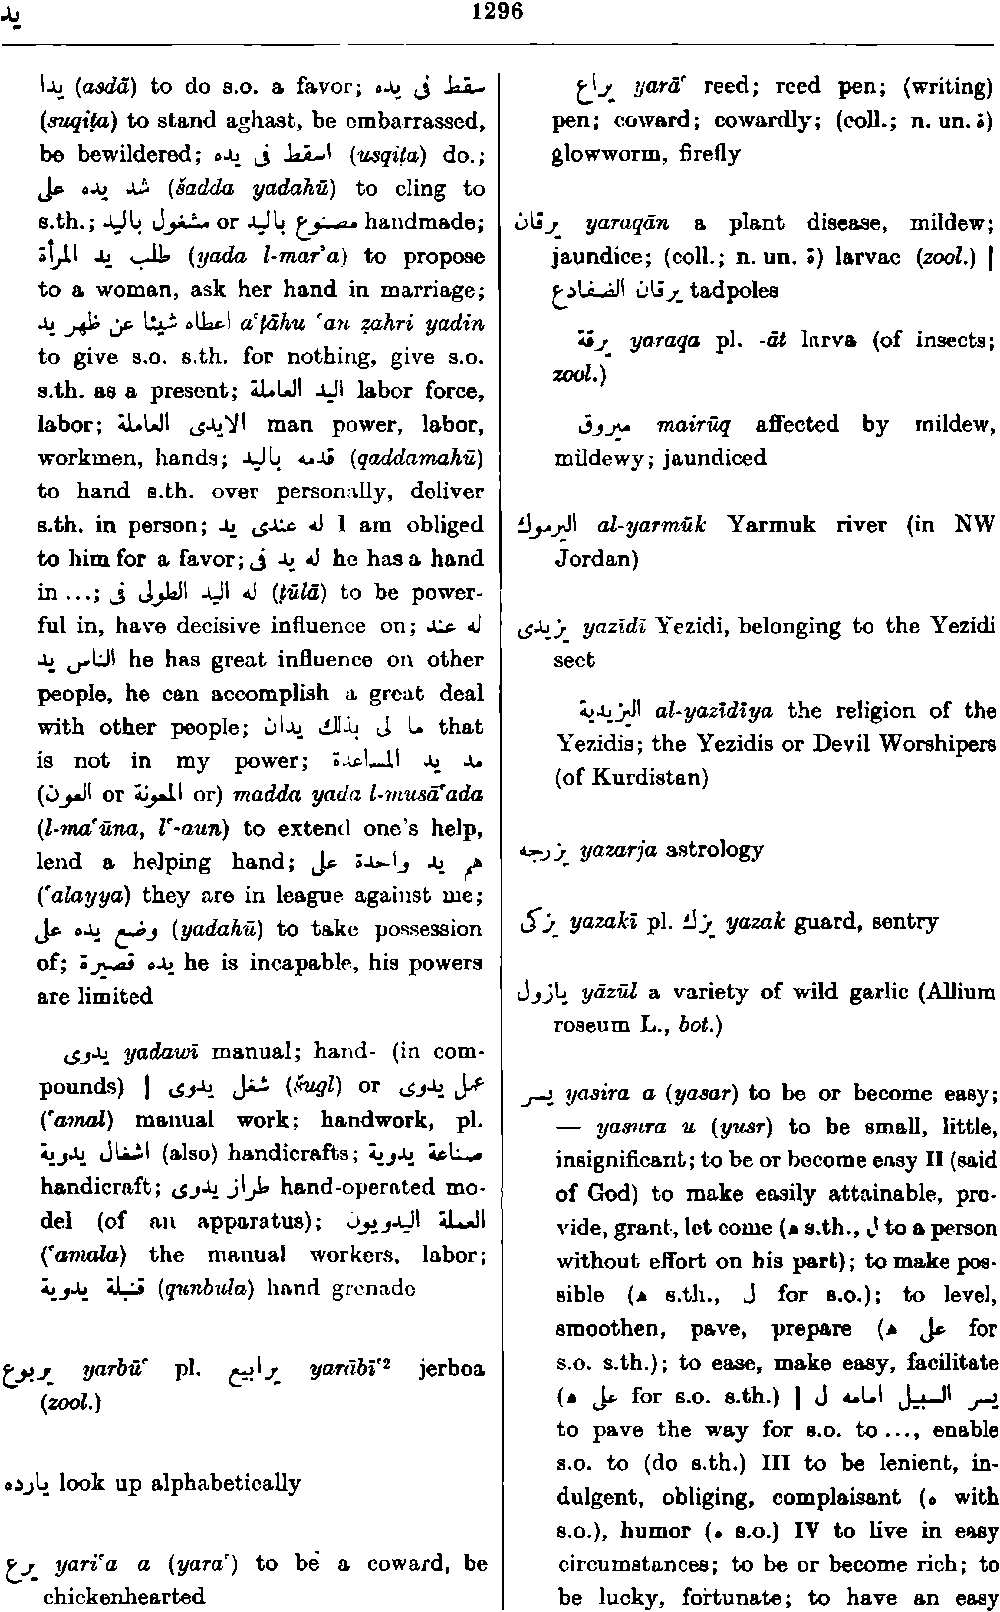 يد
1296
يدا (asdā) to do s.o. a favor; سقط فى يده
(suqiṭa) to stand aghast, be embarrassed,
be bewildered; اسقط فى يده (usqiṭa) do.;
شد يده على (šadda yadahū) to cling to
s.th.; مشغول باليد or مصنوع باليد handmade;
طلب يد المرأة (yada l-mar'a) to propose
to a woman, ask her hand in marriage;
اعطاه شيئا عن ظهر يد a‘ṭāhu ‘an ẓahri yadin
to give s.o. s.th. for nothing, give s.o.
s.th. as a present; اليد العاملة labor force,
labor; الايدى العاملة man power, labor,
workmen, hands; قدمه باليد (qaddamahū)
to hand s.th. over personally, deliver
s.th. in person; له عندى يد I am obliged
to him for a favor; له يد فى he has a hand
in ...; له اليد الطولى فى (ṭūlā) to be power-
ful in, have decisive influence on; له عند
الناس يد he has great influence on other
people, he can accomplish a great deal
with other people; ما لى بذلك يدان that
is not in my power; مد يد المساعدة
(العون or المعونة or) madda yada l-musā‘ada
(l-ma‘ūna, l‘-aun) to extend one's help,
lend a helping hand; هم يد واحدة على
(‘alayya) they are in league against me;
وضع يده على (yadahū) to take possession
of; يده قصيرة he is incapable, his powers
are limited
يدوى yadawī manual; hand- (in com-
pounds) | شغل يدوى (šugl) or عمل يدوى
(‘amal) manual work; handwork, pl.
اشغال يدوية (also) handicrafts; صناعة يدوية
handicraft; طراز يدوى hand-operated mo-
del (of an apparatus); العملة اليدويون
(‘amala) the manual workers, labor;
قنبلة يدوية (qunbula) hand grenade
يربوع yarbū‘ pl. يرابيع yarābī‘² jerboa
(zool.)
يارده look up alphabetically
يرع yari‘a a (yara‘) to be a coward, be
chickenhearted
يراع yarā‘ reed; reed pen; (writing)
pen; coward; cowardly; (coll.; n. un. ة)
glowworm, firefly
يرقان yaraqān a plant disease, mildew;
jaundice; (coll.; n. un. ة) larvae (zool.) |
يرقان الضفادع tadpoles
يرقة yaraqa pl. -āt larva (of insects;
zool.)
ميروق mairūq affected by mildew,
mildewy; jaundiced
اليرموك al-yarmūk Yarmuk river (in NW
Jordan)
يزيدى yazīdī Yezidi, belonging to the Yezidi
sect
اليزيدية al-yazīdīya the religion of the
Yezidis; the Yezidis or Devil Worshipers
(of Kurdistan)
يزرجه yazarja astrology
يزكى yazakī pl. يزك yazak guard, sentry
يازول yāzūl a variety of wild garlic (Allium
roseum L., bot.)
يسر yasira a (yasar) to be or become easy;
— yasura u (yusr) to be small, little,
insignificant; to be or become easy II (said
of God) to make easily attainable, pro-
vide, grant, let come (ه s.th., ل to a person
without effort on his part); to make pos-
sible (ه s.th., ل for s.o.); to level,
smoothen, pave, prepare (ه على for
s.o. s.th.); to ease, make easy, facilitate
(ه على for s.o. s.th.) | يسر السبيل امامه ل
to pave the way for s.o. to ..., enable
s.o. to (do s.th.) III to be lenient, in-
dulgent, obliging, complaisant (ه with
s.o.), humor (ه s.o.) IV to live in easy
circumstances; to be or become rich; to
be lucky, fortunate; to have an easy